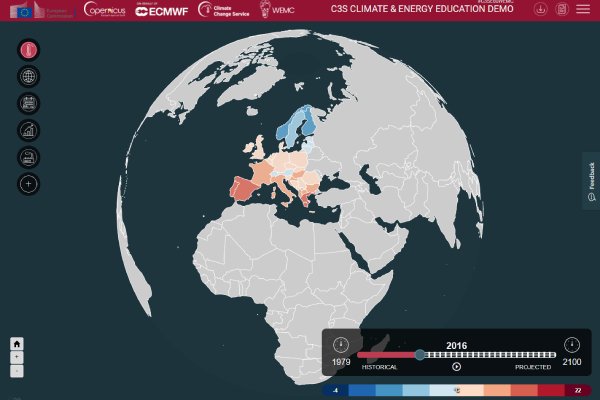 European Commission
Copernicus
ECMWF
Climate Change Service
WEMC
C3S CLIMATE & ENERGY EDUCATION DEMO
Feedback
+
+
-
2016
1979
2100
HISTORICAL
PROJECTED
-4
22